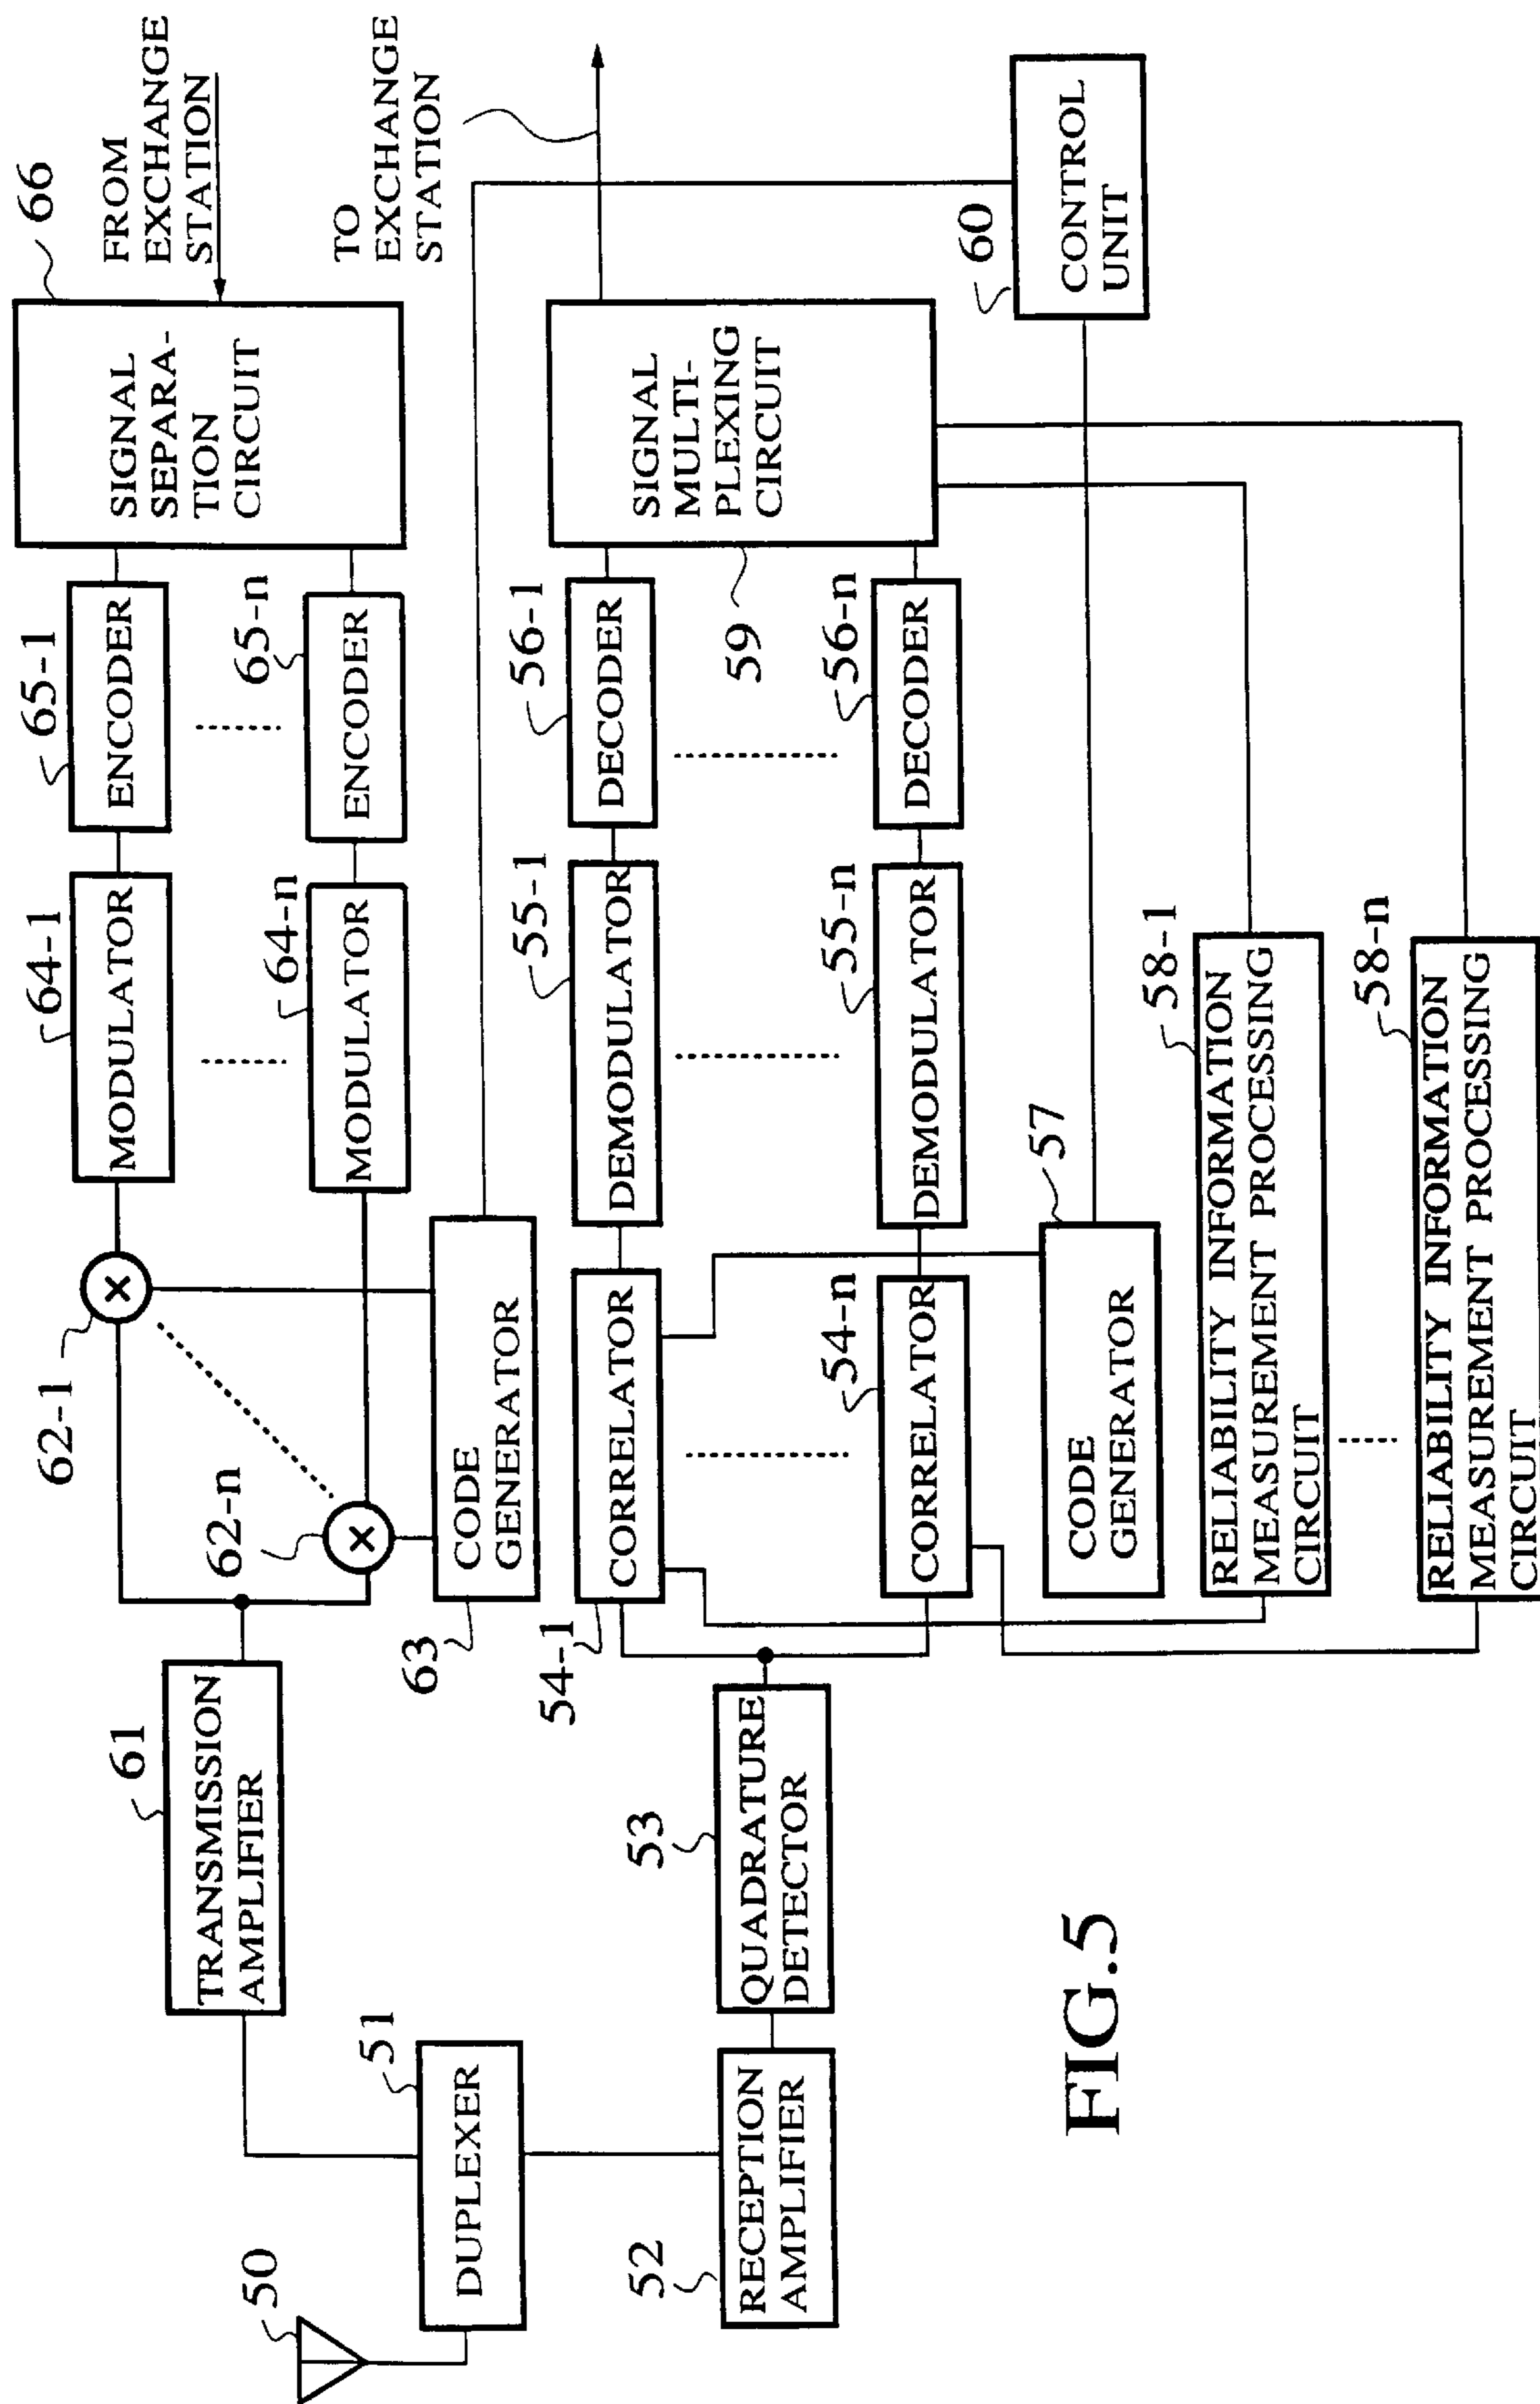 66
FROM
EXCHANGE
STATION
TO
EXCHANGE
STATION
SIGNAL
SEPARA-
TION
CIRCUIT
65-1
ENCODER
65-n
ENCODER
64-1
MODULATOR
64-n
MODULATOR
62-1
×
62-n
×
63
CODE
GENERATOR
61
TRANSMISSION
AMPLIFIER
51
DUPLEXER
50
52
RECEPTION
AMPLIFIER
53
QUADRATURE
DETECTOR
54-1
CORRELATOR
54-n
CORRELATOR
55-1
DEMODULATOR
55-n
DEMODULATOR
56-1
DECODER
56-n
DECODER
59
SIGNAL
MULTI-
PLEXING
CIRCUIT
60
CONTROL
UNIT
57
CODE
GENERATOR
58-1
RELIABILITY INFORMATION
MEASUREMENT PROCESSING
CIRCUIT
58-n
RELIABILITY INFORMATION
MEASUREMENT PROCESSING
CIRCUIT
FIG.5